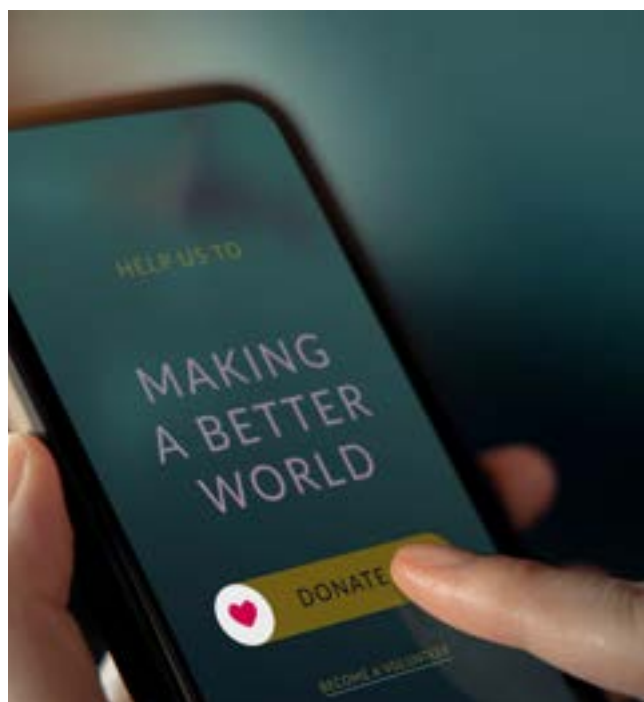 HELP US TO
MAKING
A BETTER
WORLD
DONATE
BECOME A VOLUNTEER